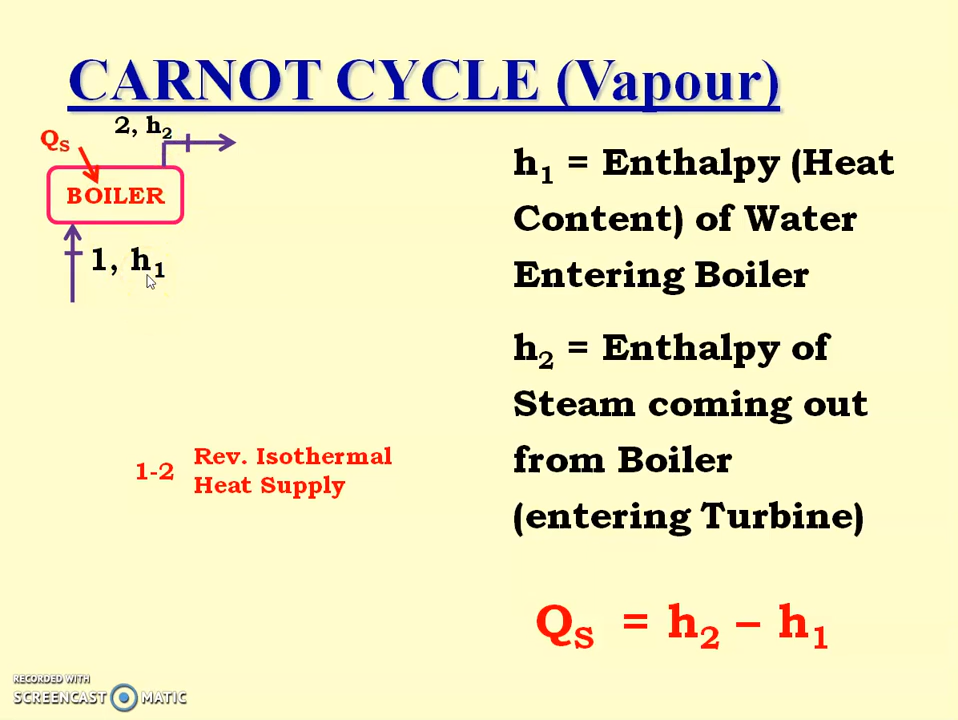 CARNOT CYCLE (Vapour)
2, h₂
Qₛ
BOILER
1, h₁
h₁ = Enthalpy (Heat
Content) of Water
Entering Boiler
h₂ = Enthalpy of
Steam coming out
from Boiler
(entering Turbine)
1-2 Rev. Isothermal
Heat Supply
Qₛ = h₂ – h₁
RECORDED WITH
SCREENCAST MATIC